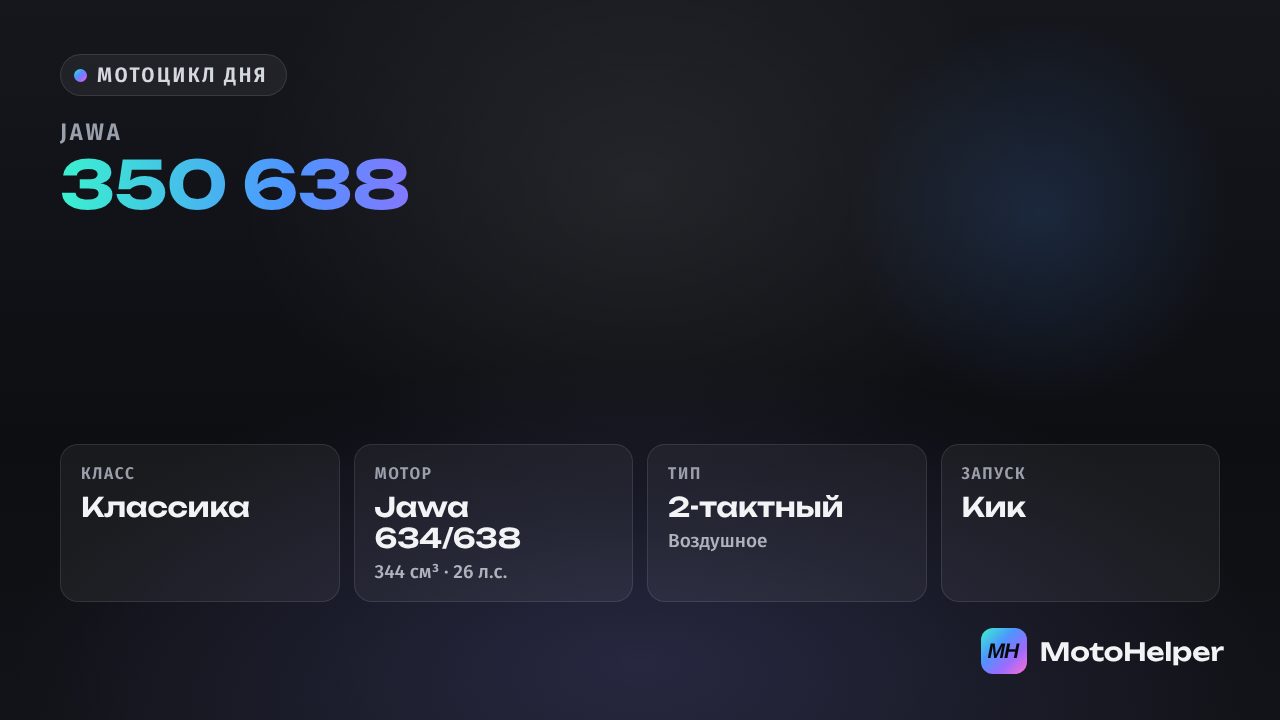 МОТОЦИКЛ ДНЯ
JAWA
350 638
КЛАСС
Классика
МОТОР
Jawa
634/638
344 см³ · 26 л.с.
ТИП
2-тактный
Воздушное
ЗАПУСК
Кик
MH MotoHelper